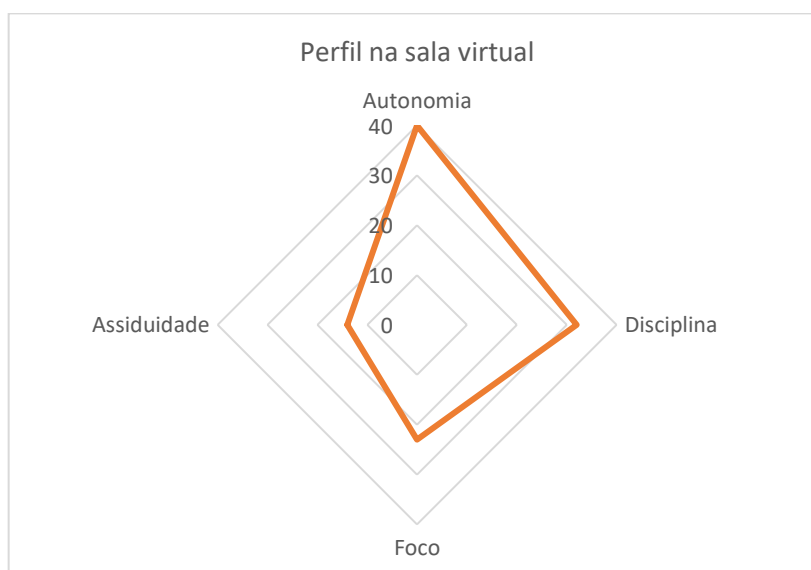 Perfil na sala virtual
Autonomia
40
30
20
10
0
Assiduidade
Disciplina
Foco